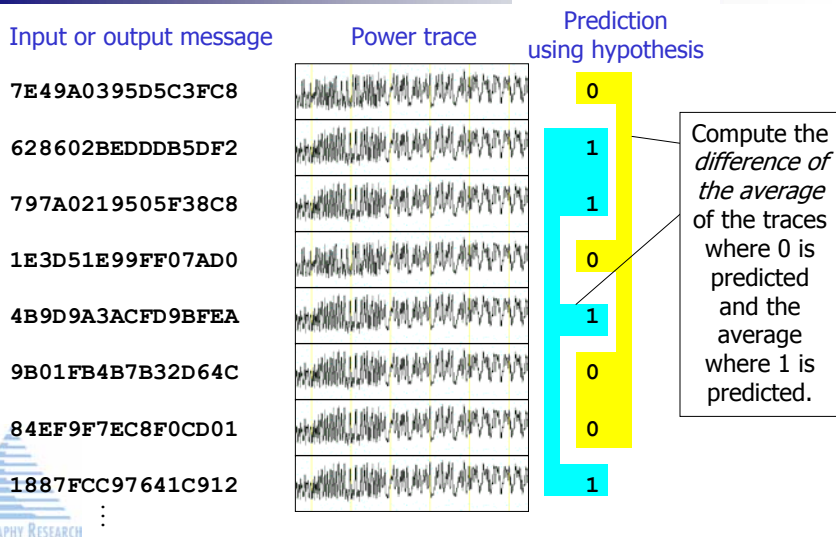 Input or output message
Power trace
Prediction
using hypothesis
7E49A0395D5C3FC8 0
628602BEDDDB5DF2 1
797A0219505F38C8 1
1E3D51E99FF07AD0 0
4B9D9A3ACFD9BFEA 1
9B01FB4B7B32D64C 0
84EF9F7EC8F0CD01 0
1887FCC97641C912 1
⋮
Compute the
difference of
the average
of the traces
where 0 is
predicted
and the
average
where 1 is
predicted.
APHY RESEARCH